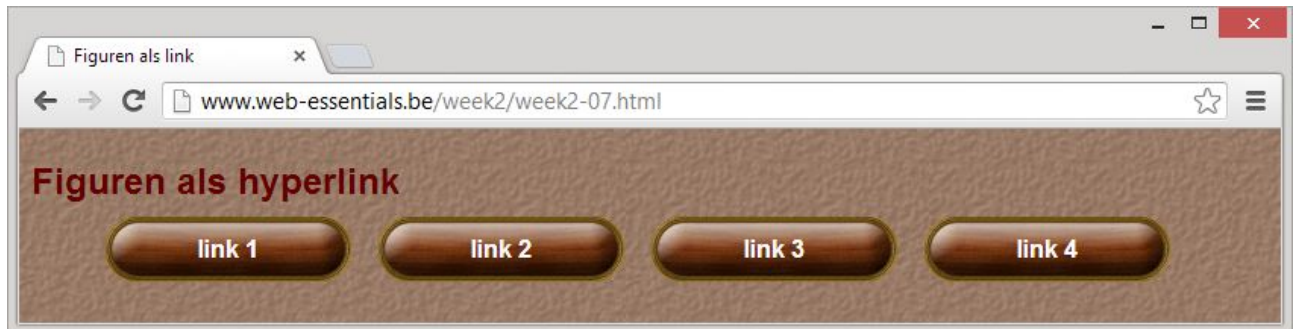 Figuren als link
www.web-essentials.be/week2/week2-07.html
Figuren als hyperlink
link 1 link 2 link 3 link 4